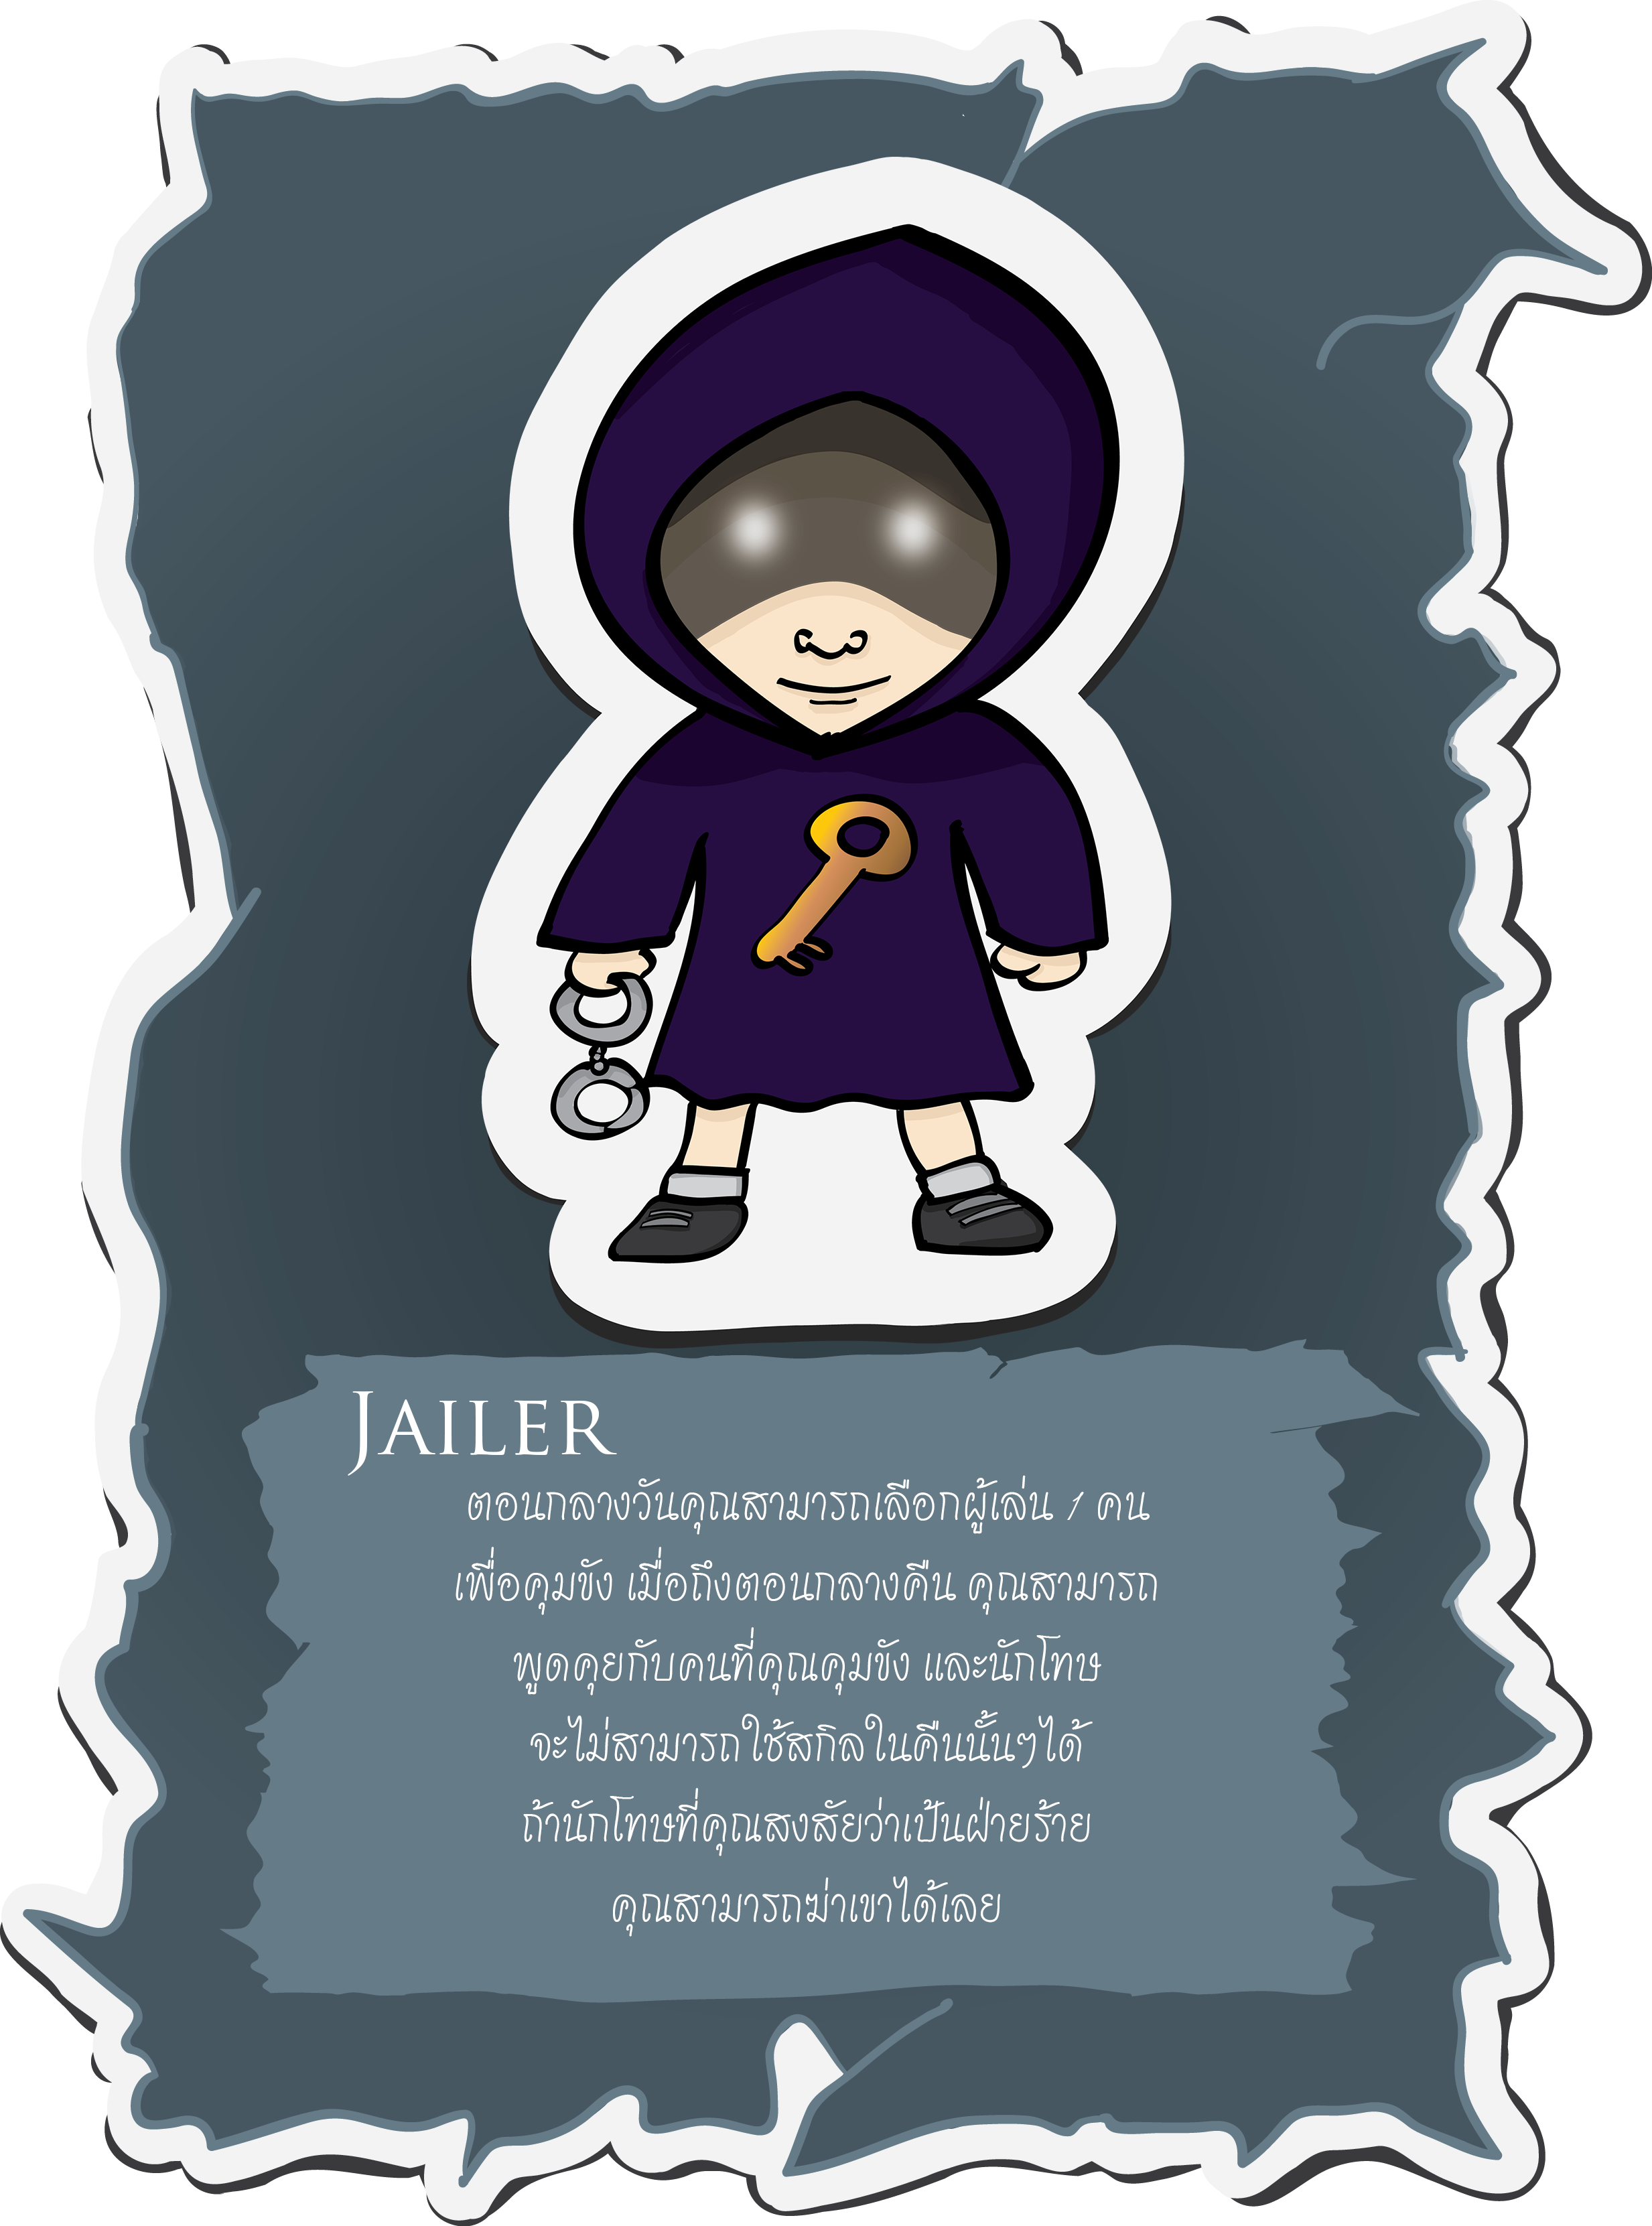 JAILER
ตอนกลางวันคุณสามารถเลือกผู้เล่น 1 คน
เพื่อคุมขัง เมื่อถึงตอนกลางคืน คุณสามารถ
พูดคุยกับคนที่คุณคุมขัง และนักโทษ
จะไม่สามารถใช้สกิลในคืนนั้นๆได้
ถ้านักโทษที่คุณสงสัยว่าเป้นฝ่ายร้าย
คุณสามารถฆ่าเขาได้เลย